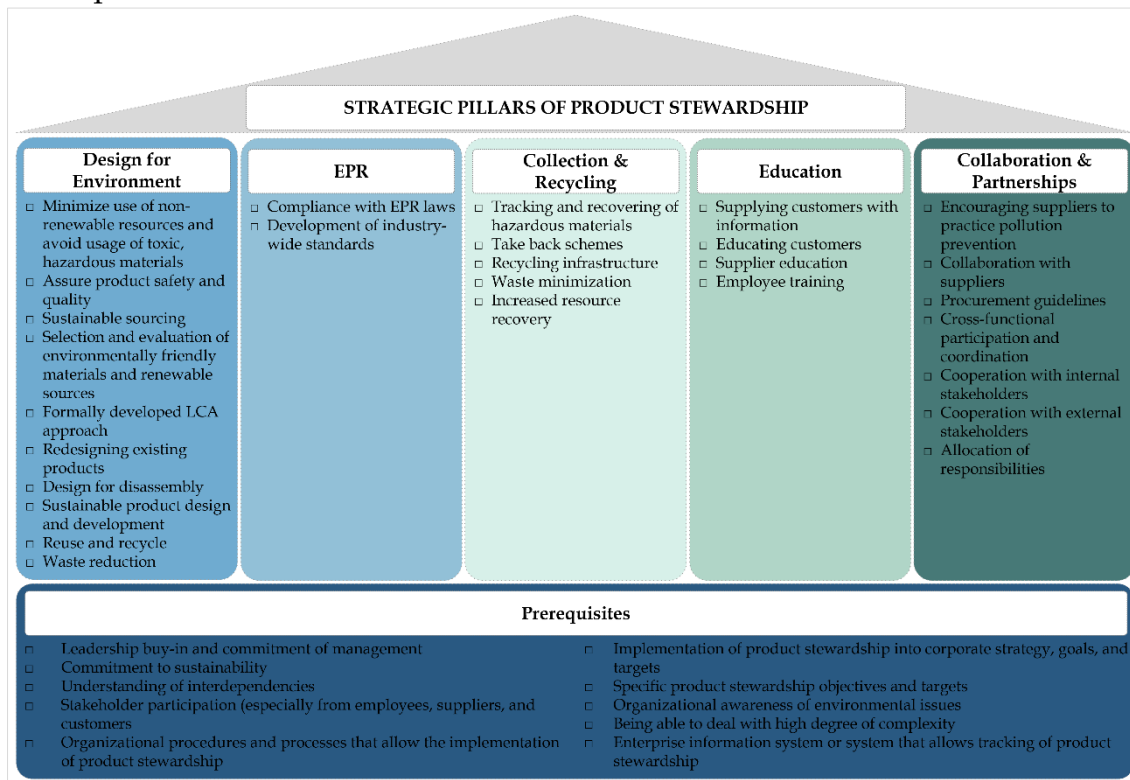 STRATEGIC PILLARS OF PRODUCT STEWARDSHIP
Design for
Environment
□ Minimize use of non-
renewable resources and
avoid usage of toxic,
hazardous materials
□ Assure product safety and
quality
□ Sustainable sourcing
□ Selection and evaluation of
environmentally friendly
materials and renewable
sources
□ Formally developed LCA
approach
□ Redesigning existing
products
□ Design for disassembly
□ Sustainable product design
and development
□ Reuse and recycle
□ Waste reduction
EPR
□ Compliance with EPR laws
□ Development of industry-
wide standards
Collection &
Recycling
□ Tracking and recovering of
hazardous materials
□ Take back schemes
□ Recycling infrastructure
□ Waste minimization
□ Increased resource
recovery
Education
□ Supplying customers with
information
□ Educating customers
□ Supplier education
□ Employee training
Collaboration &
Partnerships
□ Encouraging suppliers to
practice pollution
prevention
□ Collaboration with
suppliers
□ Procurement guidelines
□ Cross-functional
participation and
coordination
□ Cooperation with internal
stakeholders
□ Cooperation with external
stakeholders
□ Allocation of
responsibilities
Prerequisites
□ Leadership buy-in and commitment of management
□ Commitment to sustainability
□ Understanding of interdependencies
□ Stakeholder participation (especially from employees, suppliers, and
customers
□ Organizational procedures and processes that allow the implementation
of product stewardship
□ Implementation of product stewardship into corporate strategy, goals, and
targets
□ Specific product stewardship objectives and targets
□ Organizational awareness of environmental issues
□ Being able to deal with high degree of complexity
□ Enterprise information system or system that allows tracking of product
stewardship